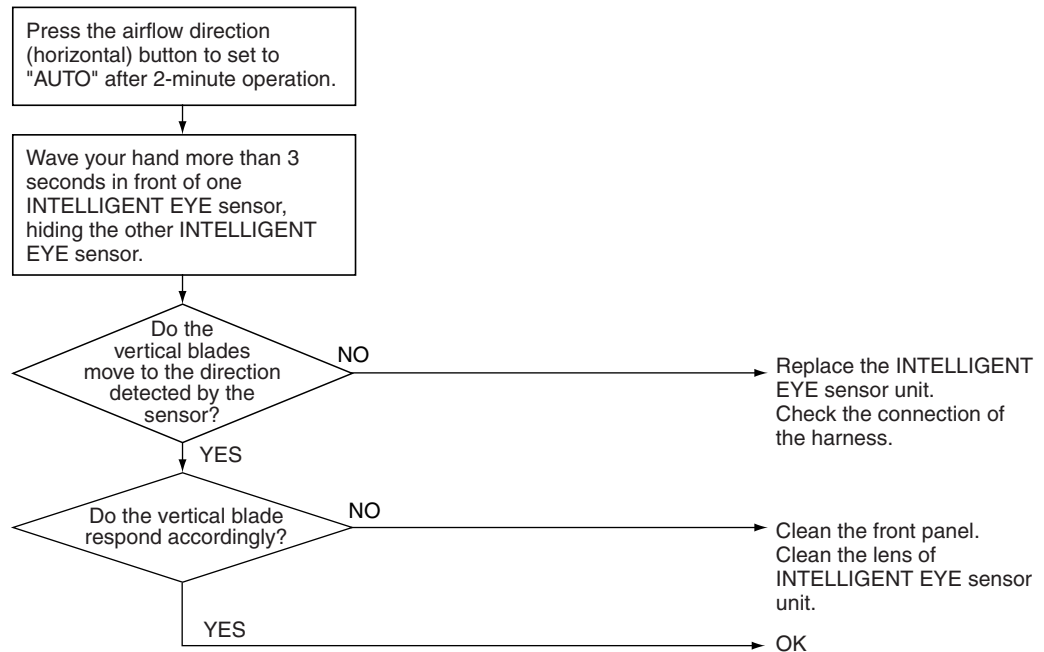 Press the airflow direction
(horizontal) button to set to
"AUTO" after 2-minute operation.
Wave your hand more than 3
seconds in front of one
INTELLIGENT EYE sensor,
hiding the other INTELLIGENT
EYE sensor.
Do the
vertical blades
move to the direction
detected by the
sensor?
NO
Replace the INTELLIGENT
EYE sensor unit.
Check the connection of
the harness.
YES
Do the vertical blade
respond accordingly?
NO
Clean the front panel.
Clean the lens of
INTELLIGENT EYE sensor
unit.
YES
OK